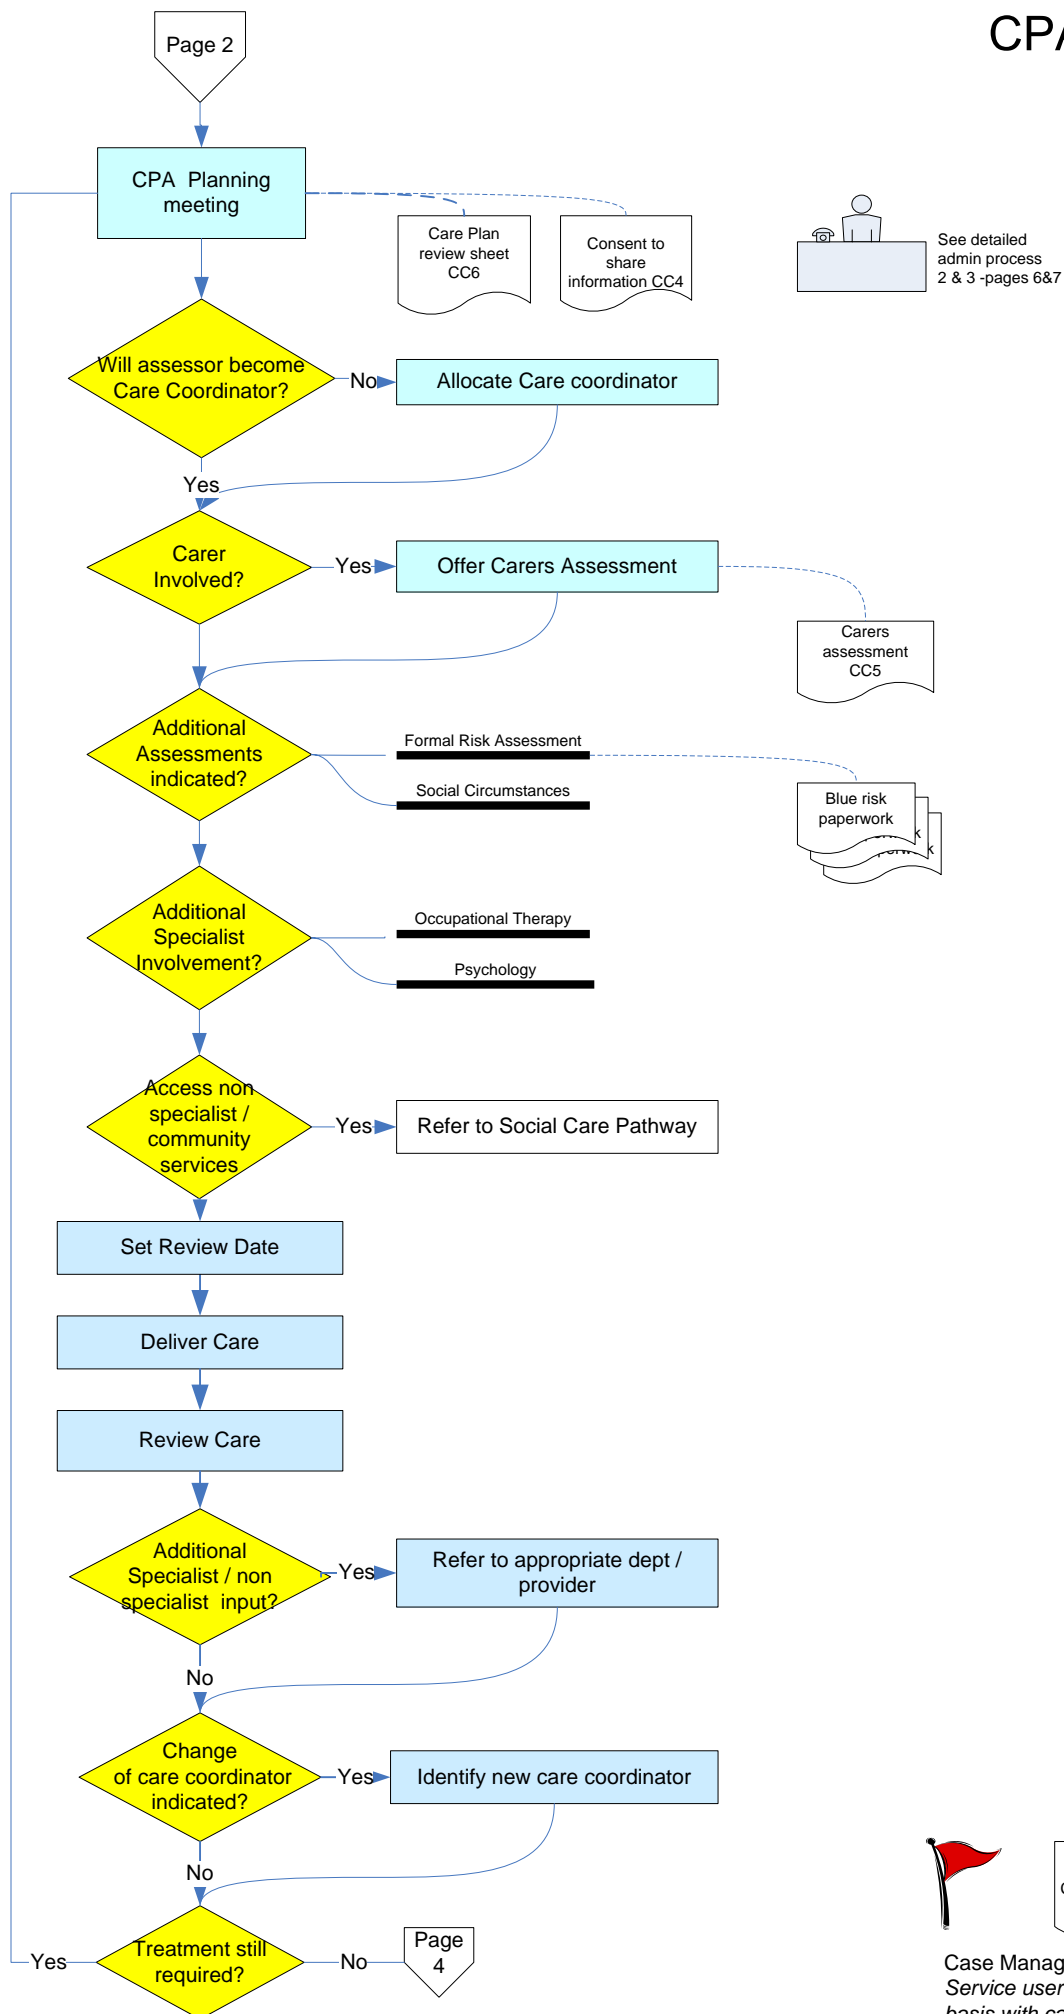 Page 2
CPA
CPA Planning
meeting
Care Plan
review sheet
CC6
Consent to
share
information CC4
See detailed
admin process
2 & 3 -pages 6&7
Will assessor become
Care Coordinator?
No
Allocate Care coordinator
Yes
Carer
Involved?
Yes
Offer Carers Assessment
Carers
assessment
CC5
Additional
Assessments
indicated?
Formal Risk Assessment
Social Circumstances
Blue risk
paperwork
Additional
Specialist
Involvement?
Occupational Therapy
Psychology
Access non
specialist /
community
services
Yes
Refer to Social Care Pathway
Set Review Date
Deliver Care
Review Care
Additional
Specialist / non
specialist input?
Yes
Refer to appropriate dept /
provider
No
Change
of care coordinator
indicated?
Yes
Identify new care coordinator
No
Treatment still
required?
Yes
No
Page
4
Case Manag
Service user
basis with ca